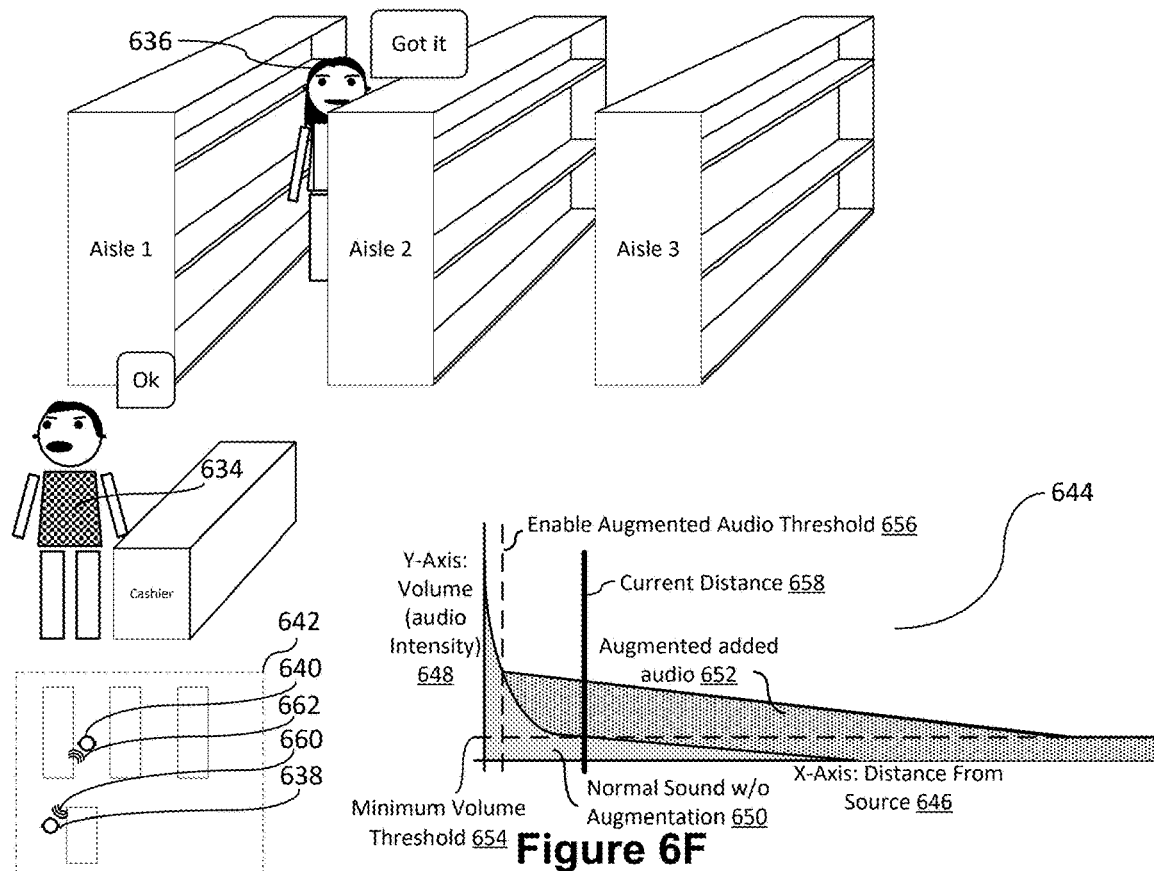 636
Got it
Aisle 1
Aisle 2
Aisle 3
Ok
634
Cashier
644
Enable Augmented Audio Threshold 656
Y-Axis:
Volume
(audio
Intensity)
648
Current Distance 658
Augmented added
audio 652
642
640
662
660
638
X-Axis: Distance From
Source 646
Normal Sound w/o
Augmentation 650
Minimum Volume
Threshold 654
Figure 6F